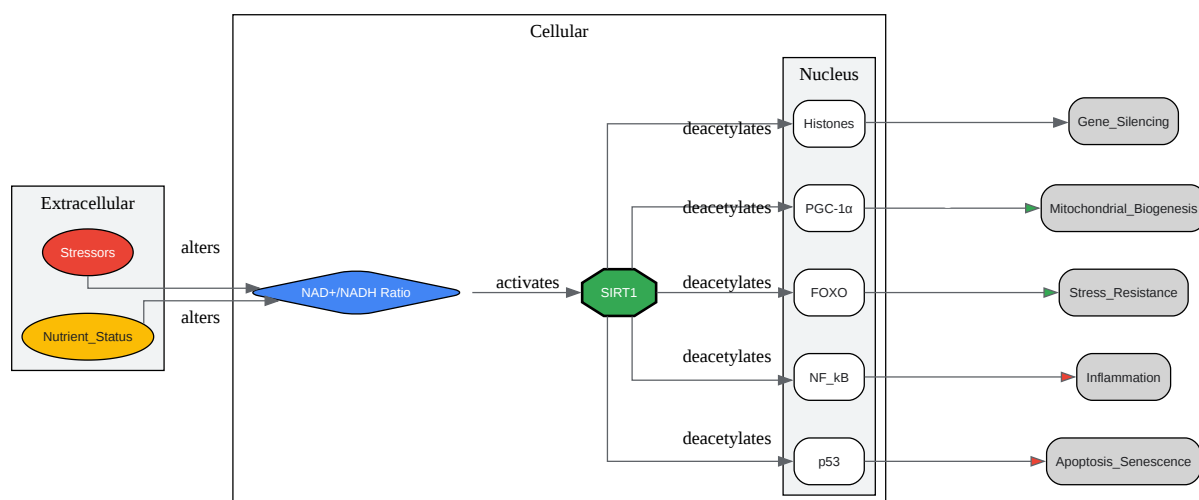 Cellular
Nucleus
deacetylates
Histones
Gene_Silencing
Extracellular
deacetylates
PGC-1α
Mitochondrial_Biogenesis
Stressors
alters
NAD+/NADH Ratio
activates
SIRT1
deacetylates
FOXO
Stress_Resistance
alters
Nutrient_Status
deacetylates
NF_kB
Inflammation
deacetylates
p53
Apoptosis_Senescence